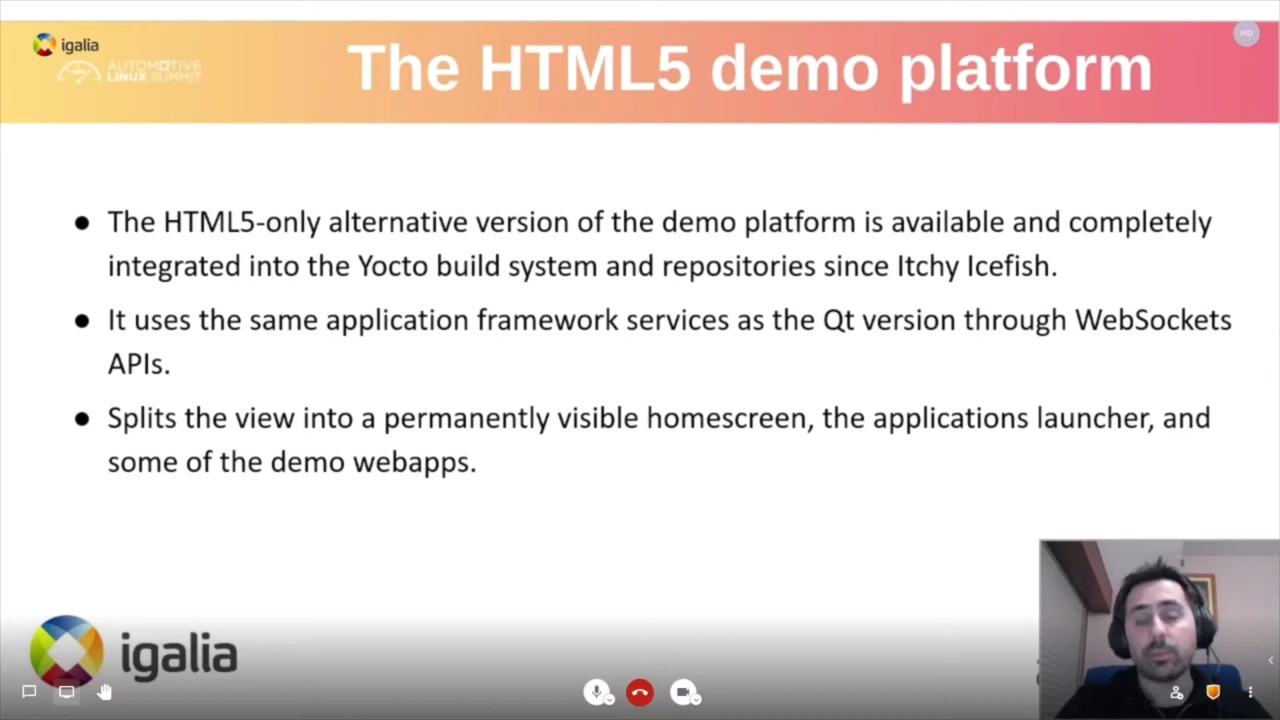 igalia
AUTOMOTIVE
LINUX SUMMIT
The HTML5 demo platform
HD
The HTML5-only alternative version of the demo platform is available and completely
integrated into the Yocto build system and repositories since Itchy Icefish.
It uses the same application framework services as the Qt version through WebSockets
APIs.
Splits the view into a permanently visible homescreen, the applications launcher, and
some of the demo webapps.
igalia